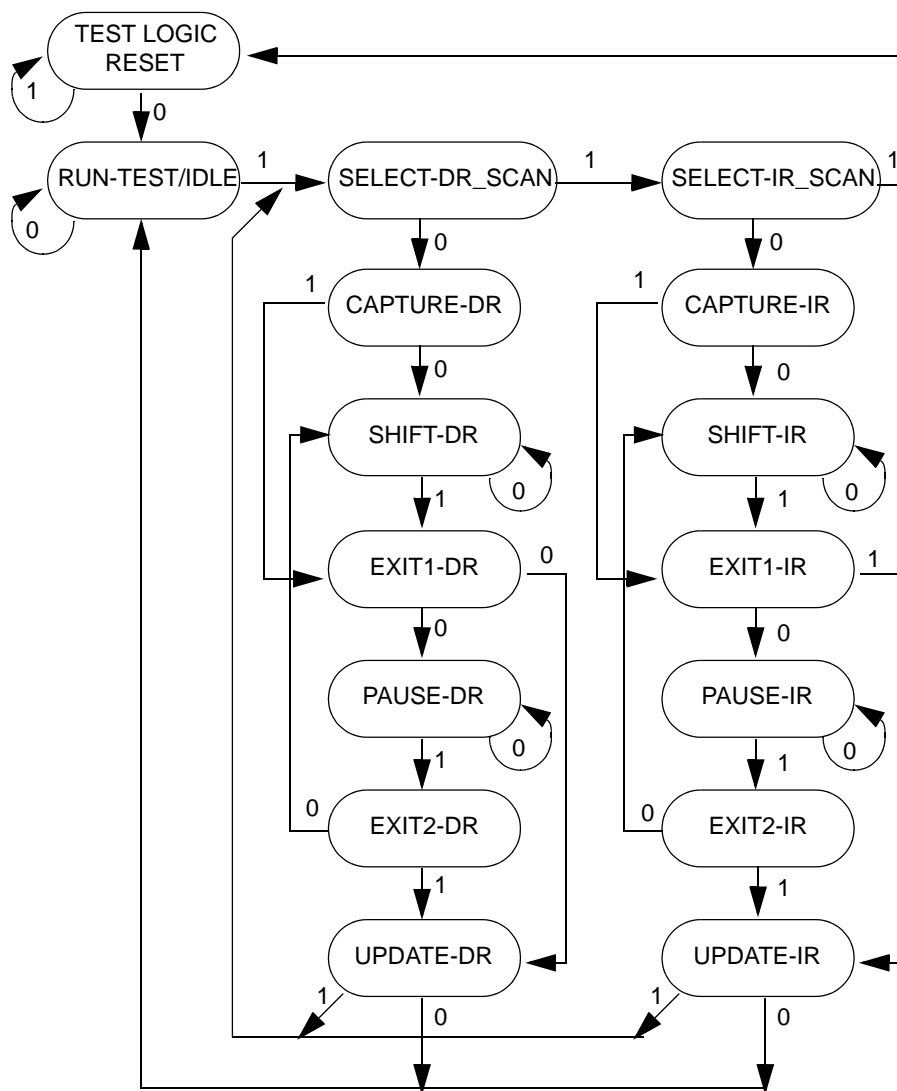 TEST LOGIC
RESET
1
0
RUN-TEST/IDLE
1
SELECT-DR_SCAN
1
SELECT-IR_SCAN
1
0
0
0
1
CAPTURE-DR
1
CAPTURE-IR
0
0
SHIFT-DR
SHIFT-IR
0
0
1
1
EXIT1-DR
0
EXIT1-IR
1
0
0
PAUSE-DR
PAUSE-IR
0
0
1
1
0
EXIT2-DR
0
EXIT2-IR
1
1
UPDATE-DR
UPDATE-IR
1
0
1
0